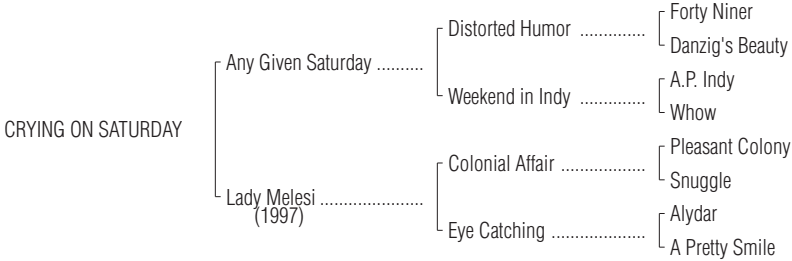 Forty Niner
Distorted Humor ..............
Danzig's Beauty
Any Given Saturday ..........
A.P. Indy
Weekend in Indy ..............
Whow
CRYING ON SATURDAY
Pleasant Colony
Colonial Affair ..................
Snuggle
Lady Melesi ......................
(1997)
Alydar
Eye Catching ....................
A Pretty Smile